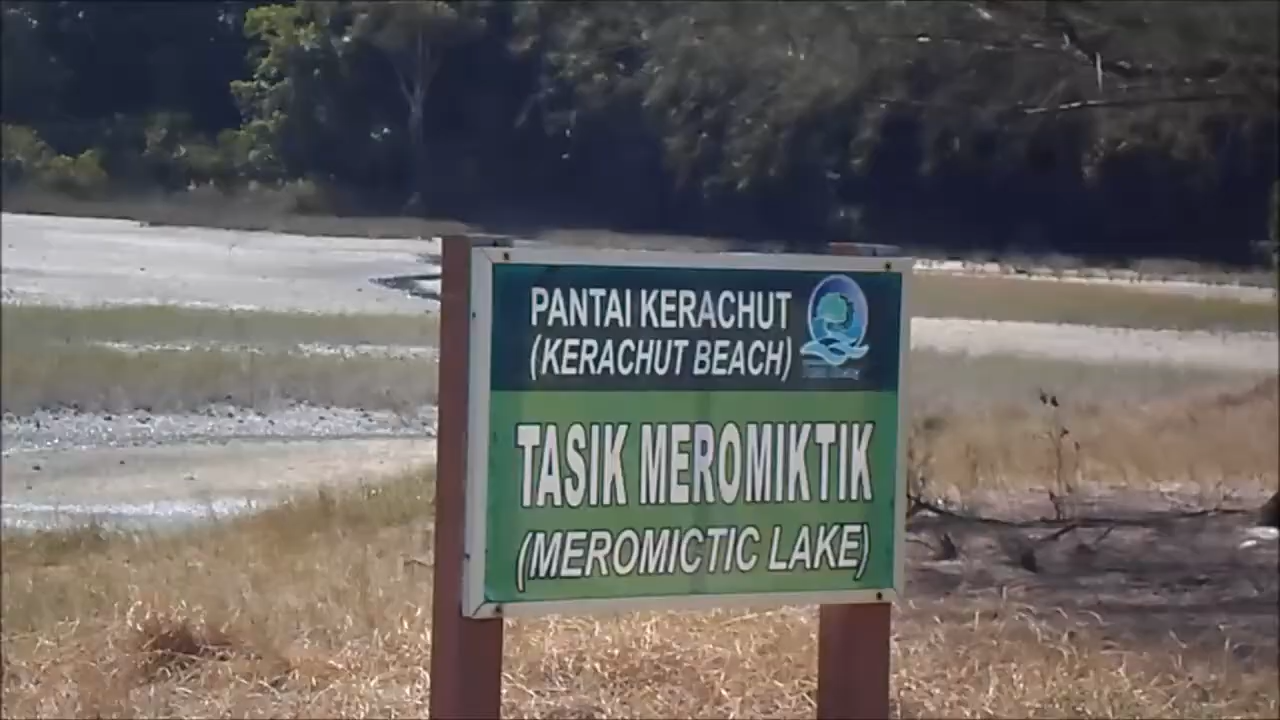 PANTAI KERACHUT
(KERACHUT BEACH)
TASIK MEROMIKTIK
(MEROMICTIC LAKE)